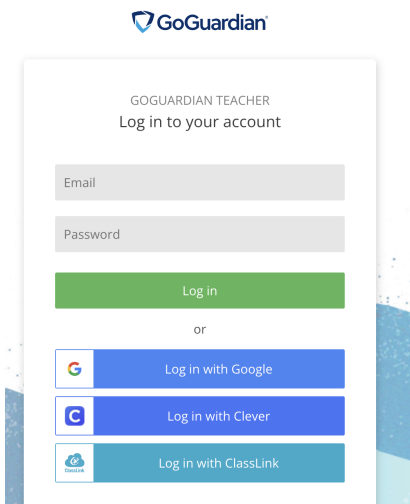 GoGuardian
GOGUARDIAN TEACHER
Log in to your account
Email
Password
Log in
or
G Log in with Google
C Log in with Clever
ClassLink Log in with ClassLink